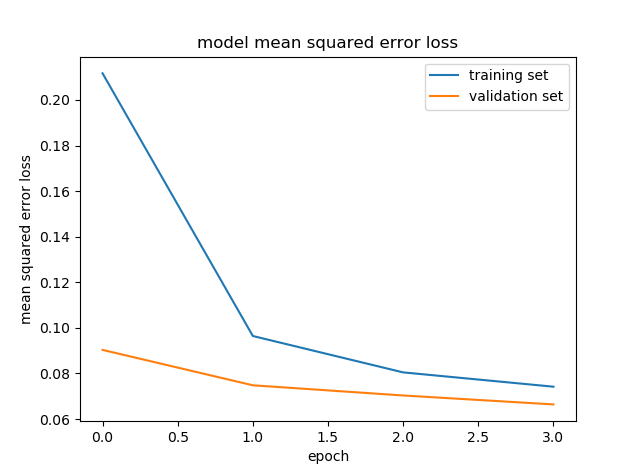 model mean squared error loss
training set
validation set
mean squared error loss
0.20
0.18
0.16
0.14
0.12
0.10
0.08
0.06
0.0 0.5 1.0 1.5 2.0 2.5 3.0
epoch